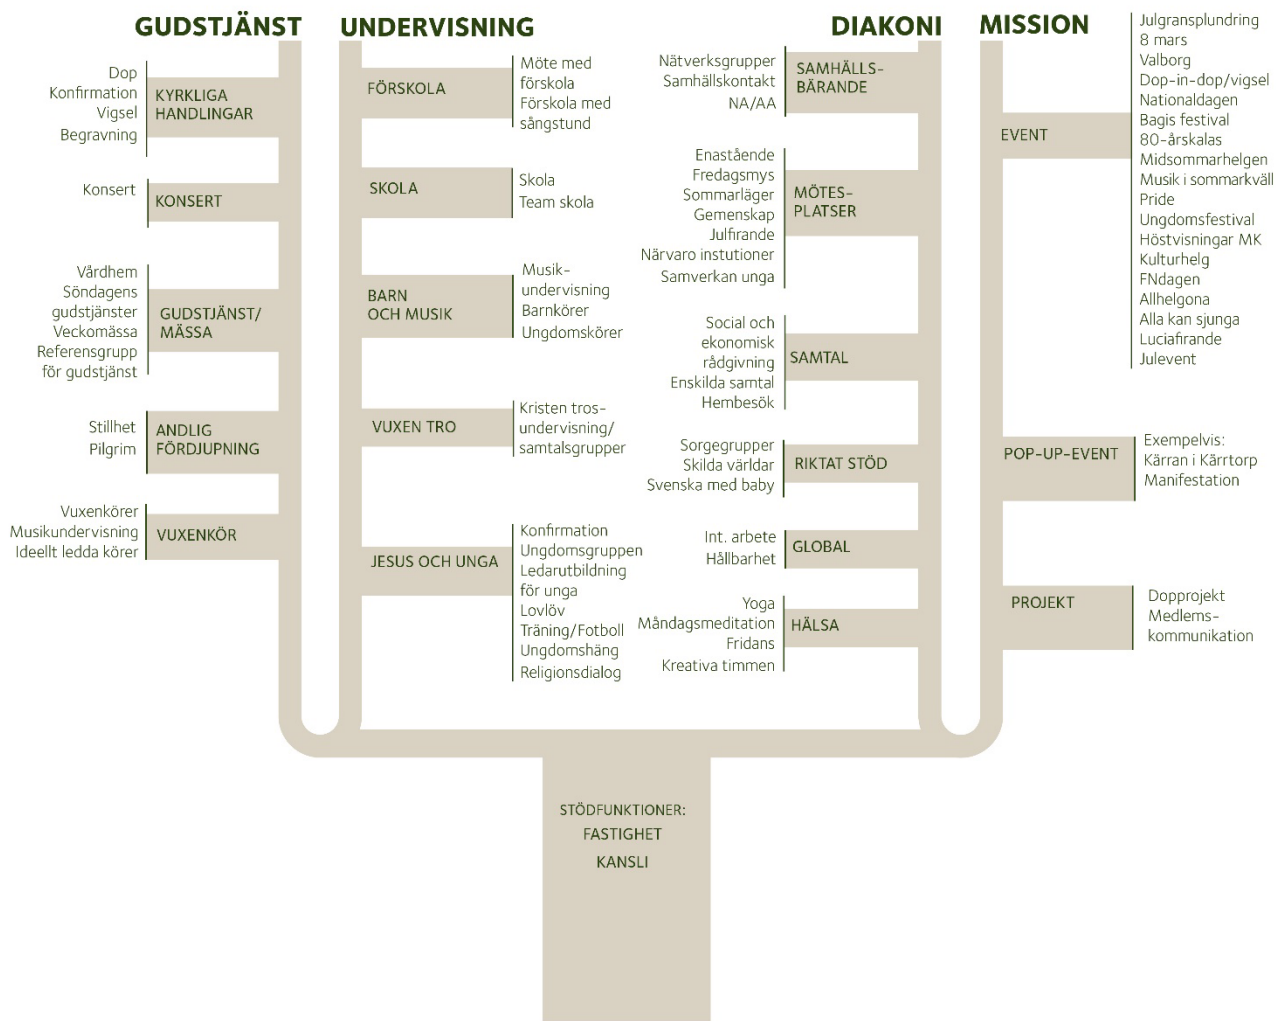 GUDSTJÄNST
Dop
Konfirmation
Vigsel
Begravning
KYRKLIGA
HANDLINGAR
Konsert
KONSERT
Vårdhem
Söndagens
gudstjänster
Veckomässa
Referensgrupp
för gudstjänst
GUDSTJÄNST/
MÄSSA
Stillhet
Pilgrim
ANDLIG
FÖRDJUPNING
Vuxenkörer
Musikundervisning
Ideellt ledda körer
VUXENKÖR
UNDERVISNING
FÖRSKOLA
Möte med
förskola
Förskola med
sångstund
SKOLA
Skola
Team skola
BARN
OCH MUSIK
Musik-
undervisning
Barnkörer
Ungdomskörer
VUXEN TRO
Kristen tros-
undervisning/
samtalsgrupper
JESUS OCH UNGA
Konfirmation
Ungdomsgruppen
Ledarutbildning
för unga
Lovlöv
Träning/Fotboll
Ungdomshäng
Religionsdialog
DIAKONI
Nätverksgrupper
Samhällskontakt
NA/AA
SAMHÄLLS-
BÄRANDE
Enastående
Fredagsmys
Sommarläger
Gemenskap
Julfirande
Närvaro instutioner
Samverkan unga
MÖTES-
PLATSER
Social och
ekonomisk
rådgivning
Enskilda samtal
Hembesök
SAMTAL
Sorgegrupper
Skilda världar
Svenska med baby
RIKTAT STÖD
Int. arbete
Hållbarhet
GLOBAL
Yoga
Måndagsmeditation
Fridans
Kreativa timmen
HÄLSA
MISSION
EVENT
Julgransplundring
8 mars
Valborg
Dop-in-dop/vigsel
Nationaldagen
Bagis festival
80-årskalas
Midsommarhelgen
Musik i sommarkväll
Pride
Ungdomsfestival
Höstvisningar MK
Kulturhelg
FNdagen
Allhelgona
Alla kan sjunga
Luciafirande
Julevent
POP-UP-EVENT
Exempelvis:
Kärran i Kärrtorp
Manifestation
PROJEKT
Dopprojekt
Medlems-
kommunikation
STÖDFUNKTIONER:
FASTIGHET
KANSLI